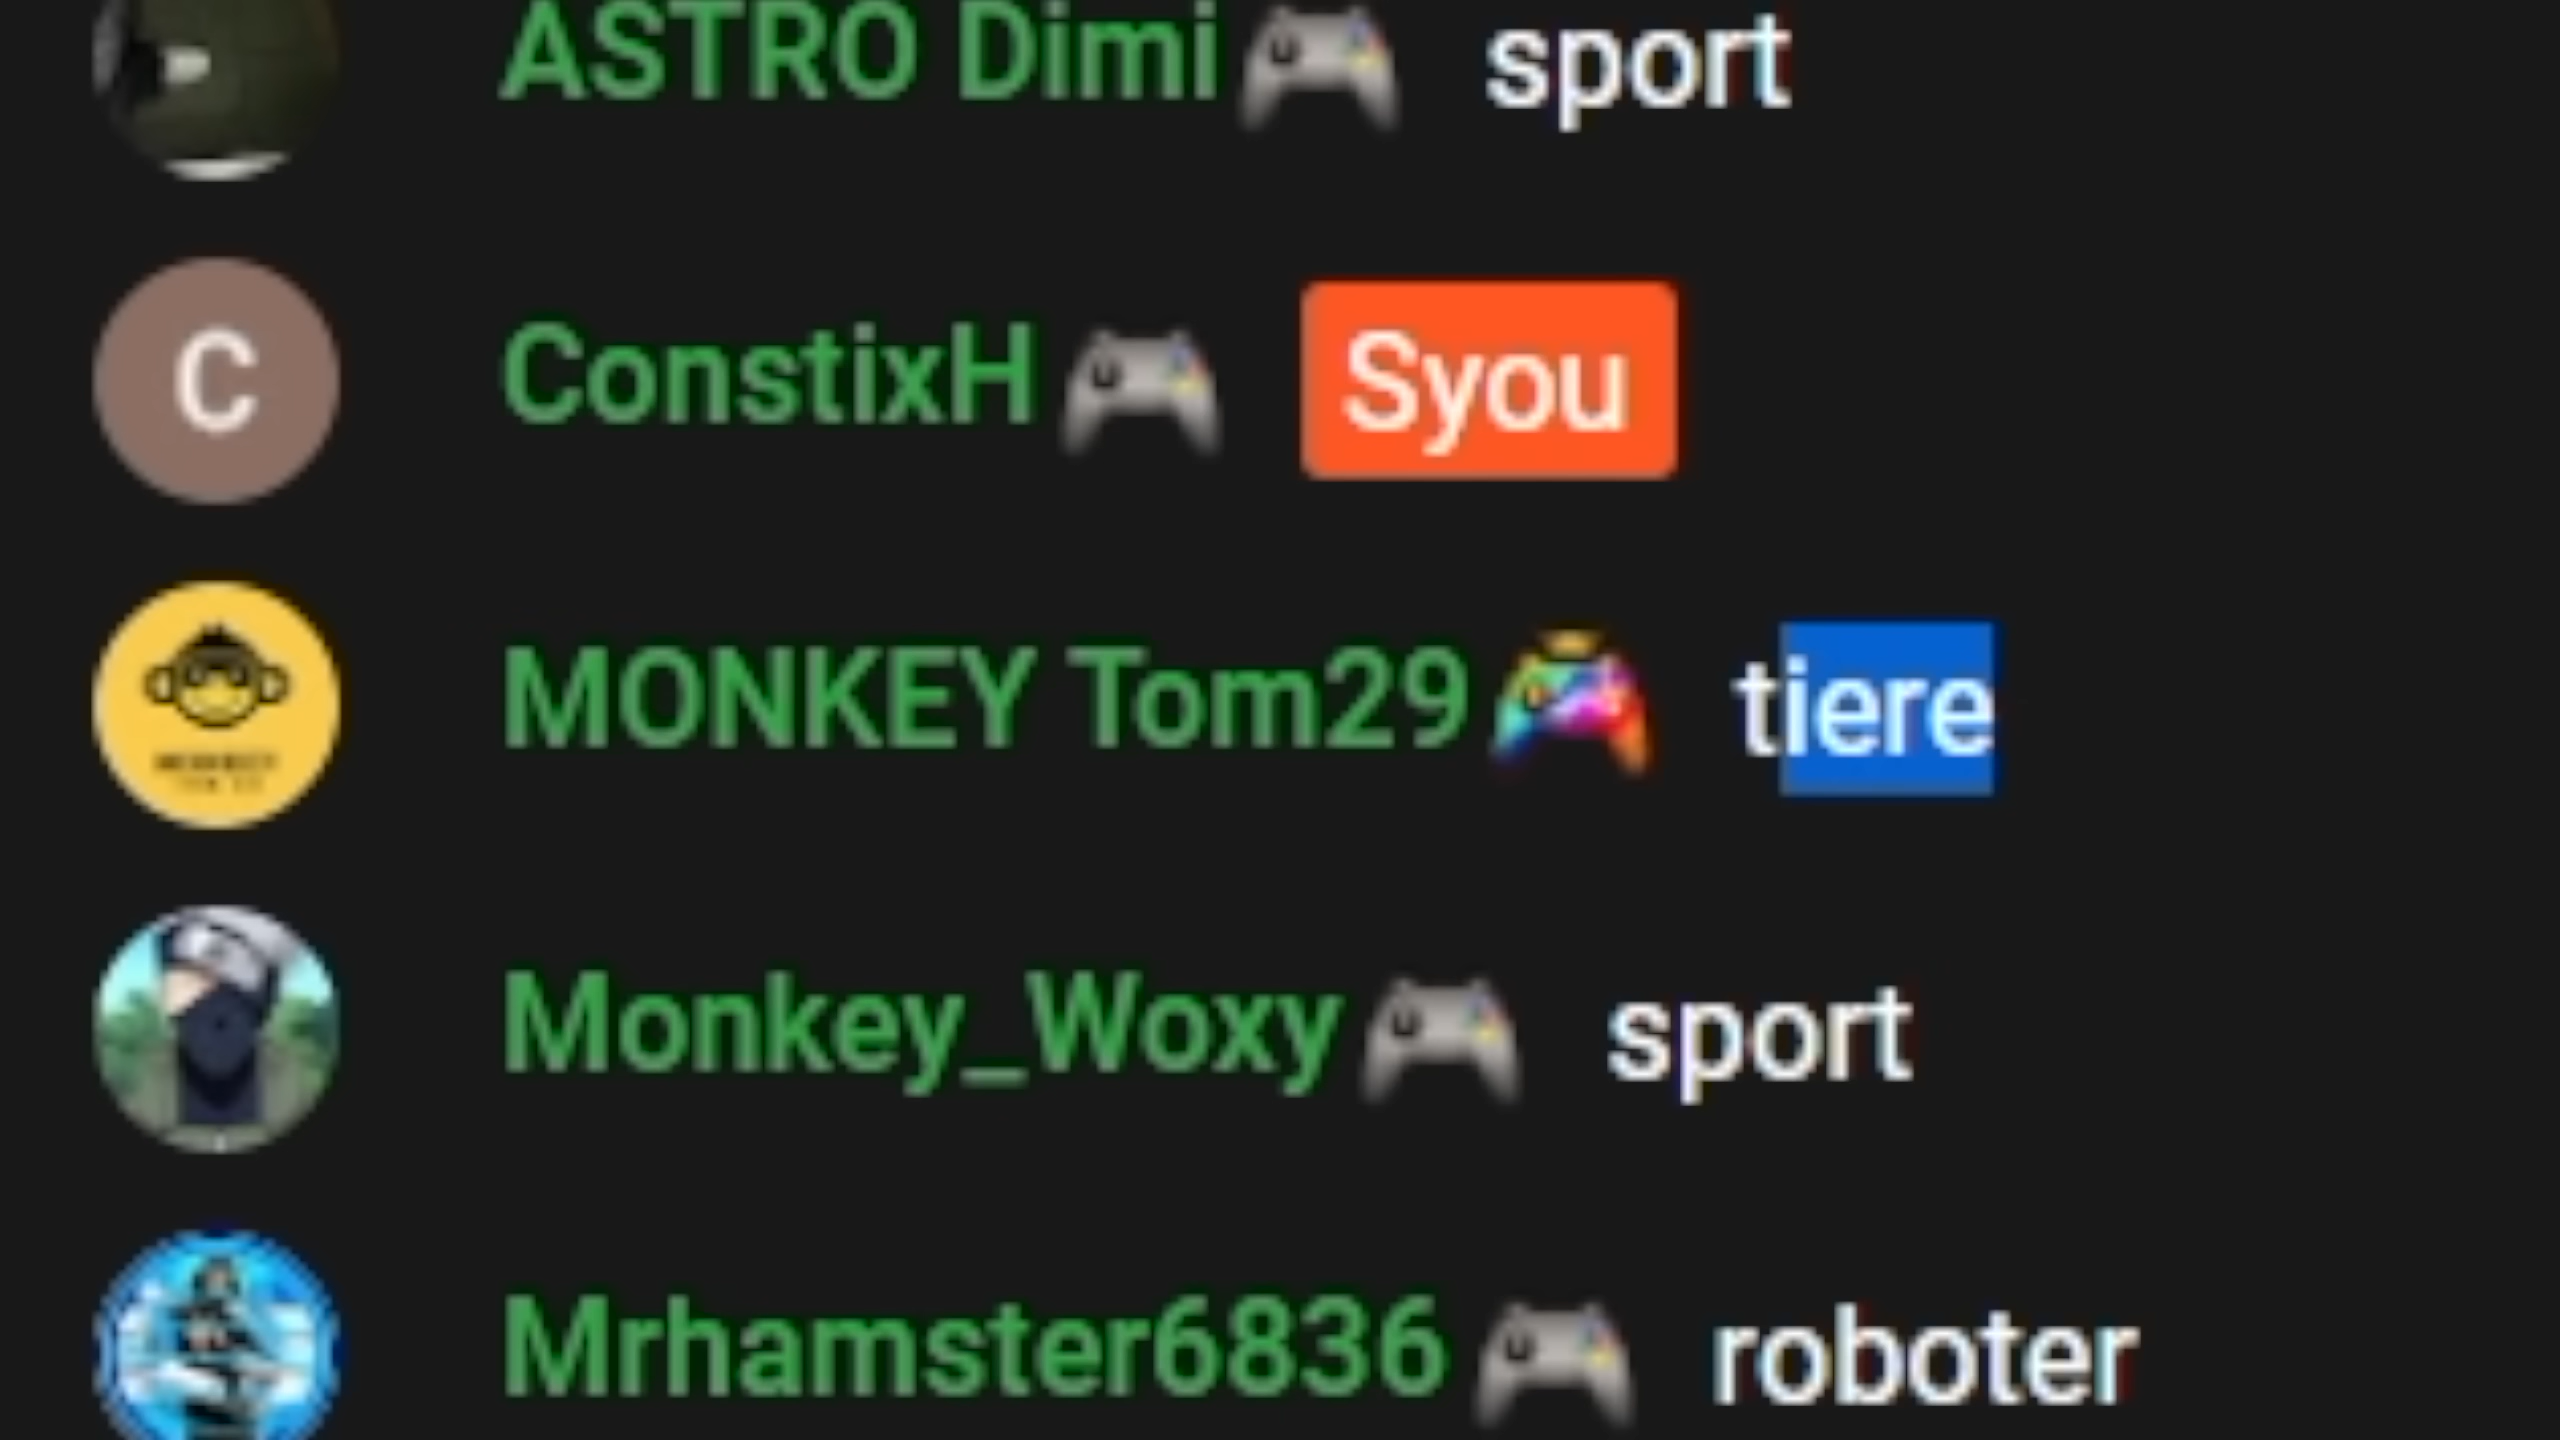 ASTRO Dimi sport
C ConstixH Syou
MONKEY Tom29 tiere
Monkey_Woxy sport
Mrhamster6836 roboter